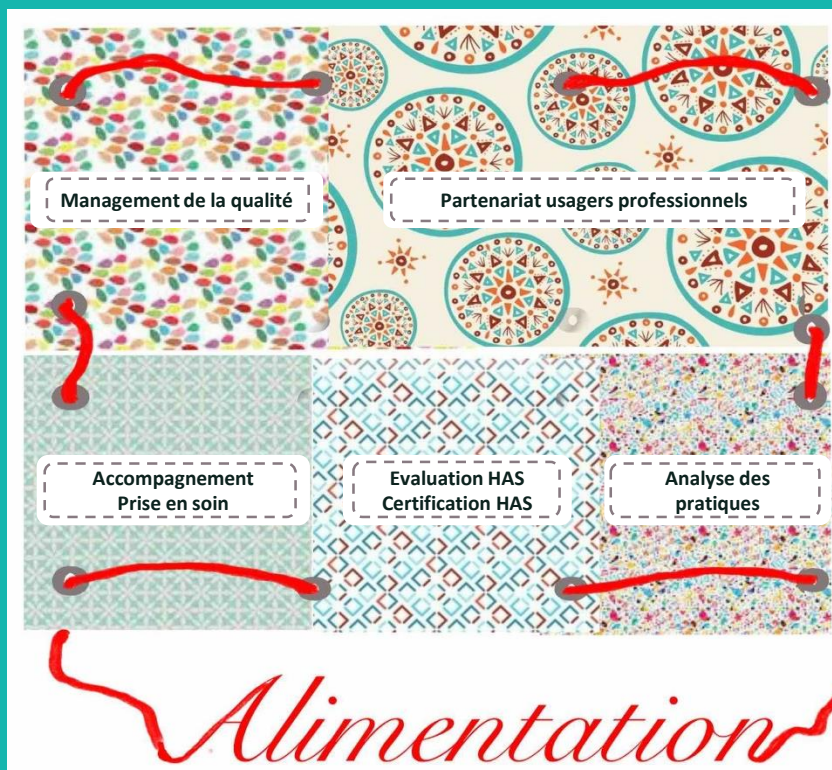 Management de la qualité
Partenariat usagers professionnels
Accompagnement
Prise en soin
Evaluation HAS
Certification HAS
Analyse des
pratiques
Alimentation